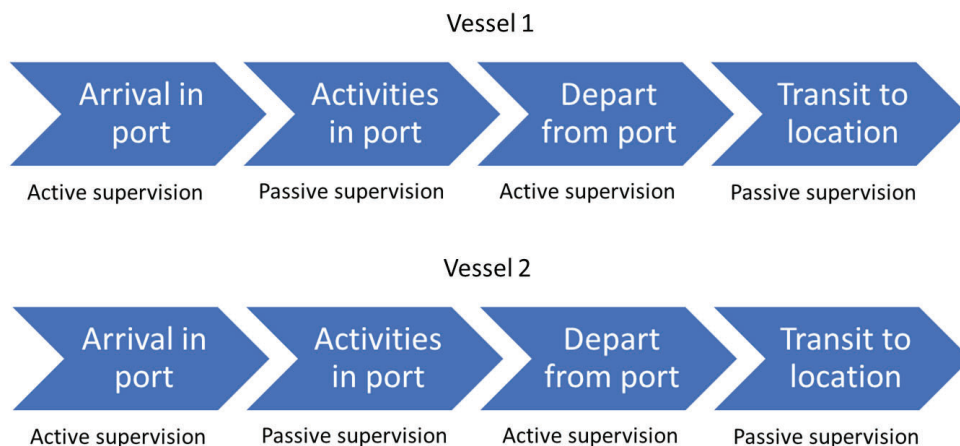 Vessel 1
Arrival in
port
Activities
in port
Depart
from port
Transit to
location
Active supervision
Passive supervision
Active supervision
Passive supervision
Vessel 2
Arrival in
port
Activities
in port
Depart
from port
Transit to
location
Active supervision
Passive supervision
Active supervision
Passive supervision